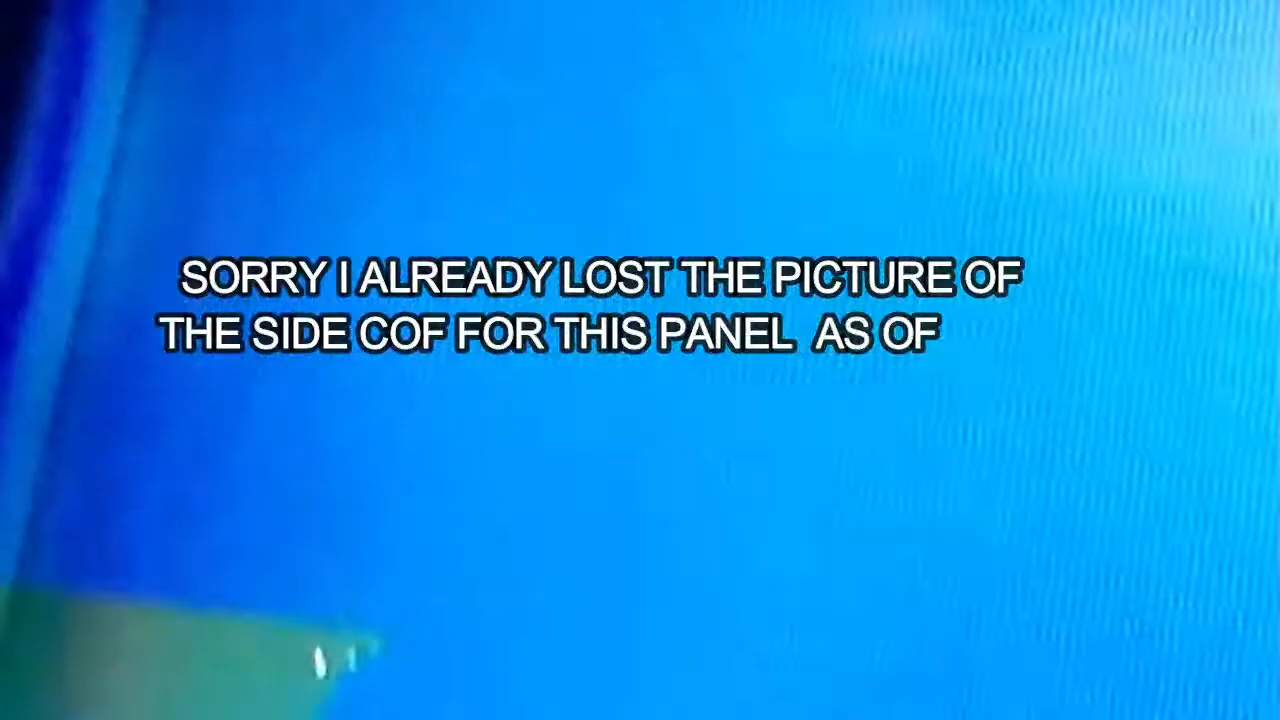 SORRY I ALREADY LOST THE PICTURE OF
THE SIDE COF FOR THIS PANEL AS OF